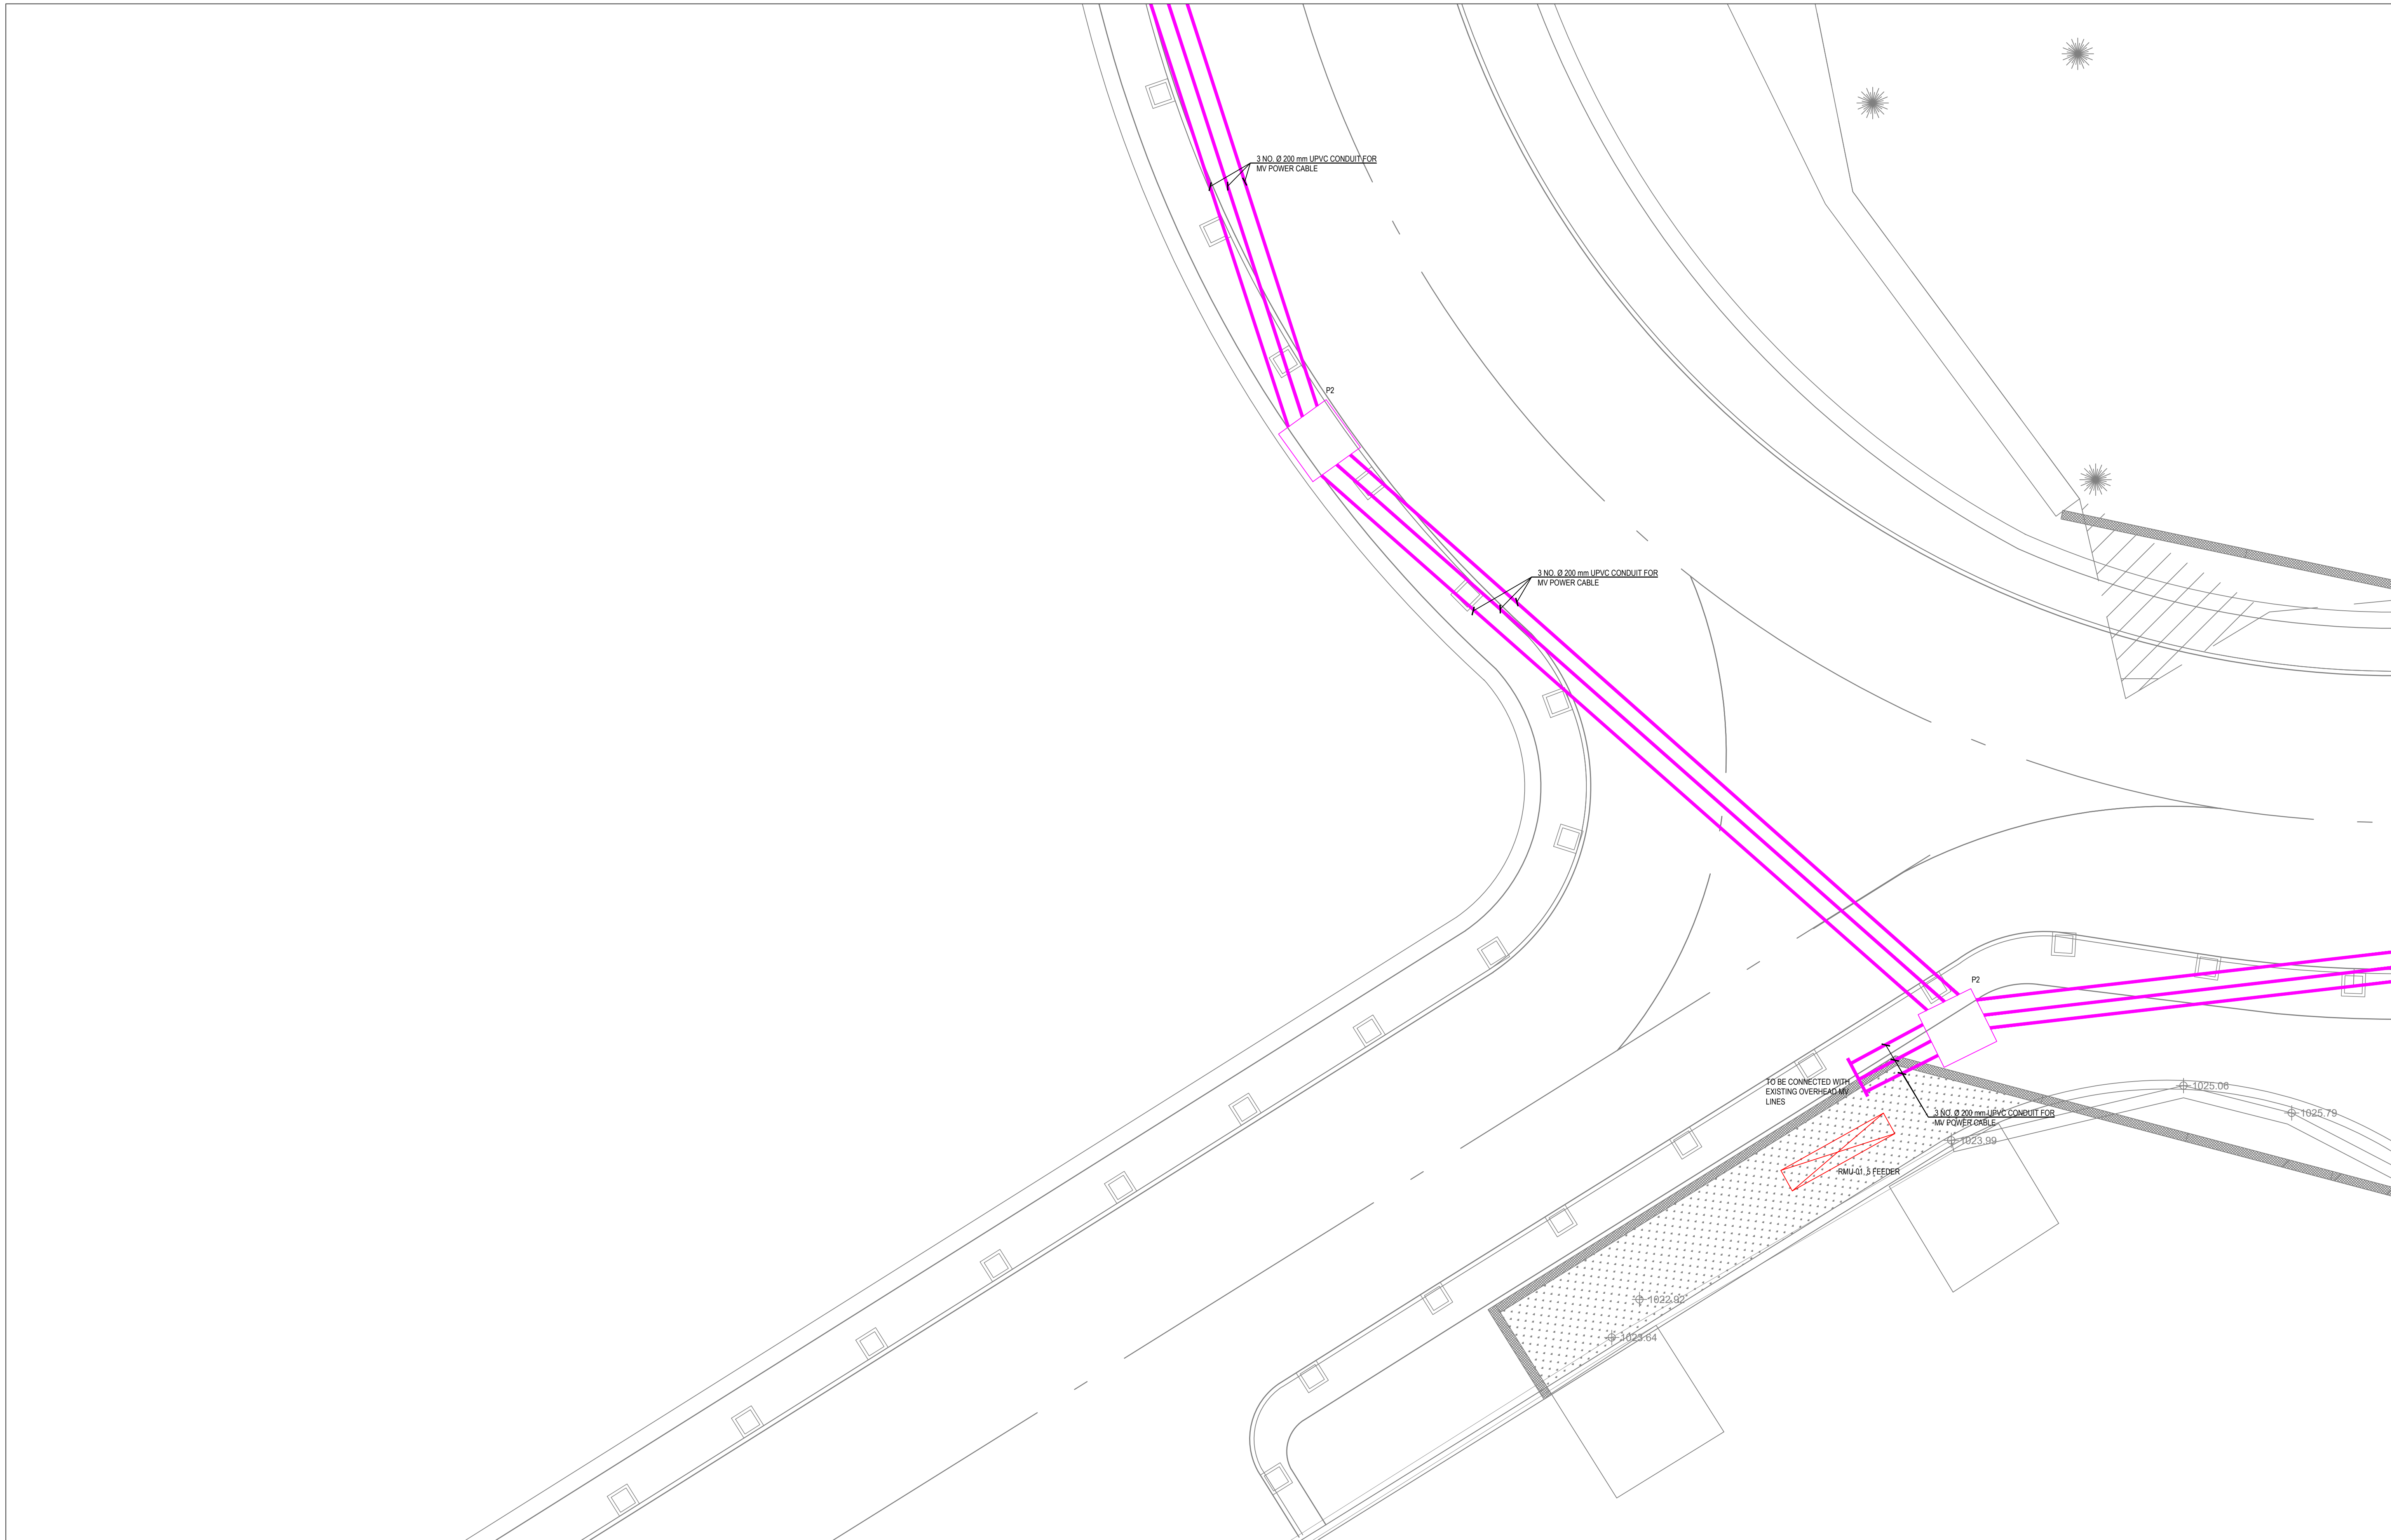 3 NO. Ø 200 mm UPVC CONDUIT FOR
MV POWER CABLE
P2
3 NO. Ø 200 mm UPVC CONDUIT FOR
MV POWER CABLE
P2
TO BE CONNECTED WITH
EXISTING OVERHEAD MV
LINES
1025.06
1025.79
3 NO. Ø 200 mm UPVC CONDUIT FOR
MV POWER CABLE
1023.99
RMU-01, 5 FEEDER
1022.92
1023.64